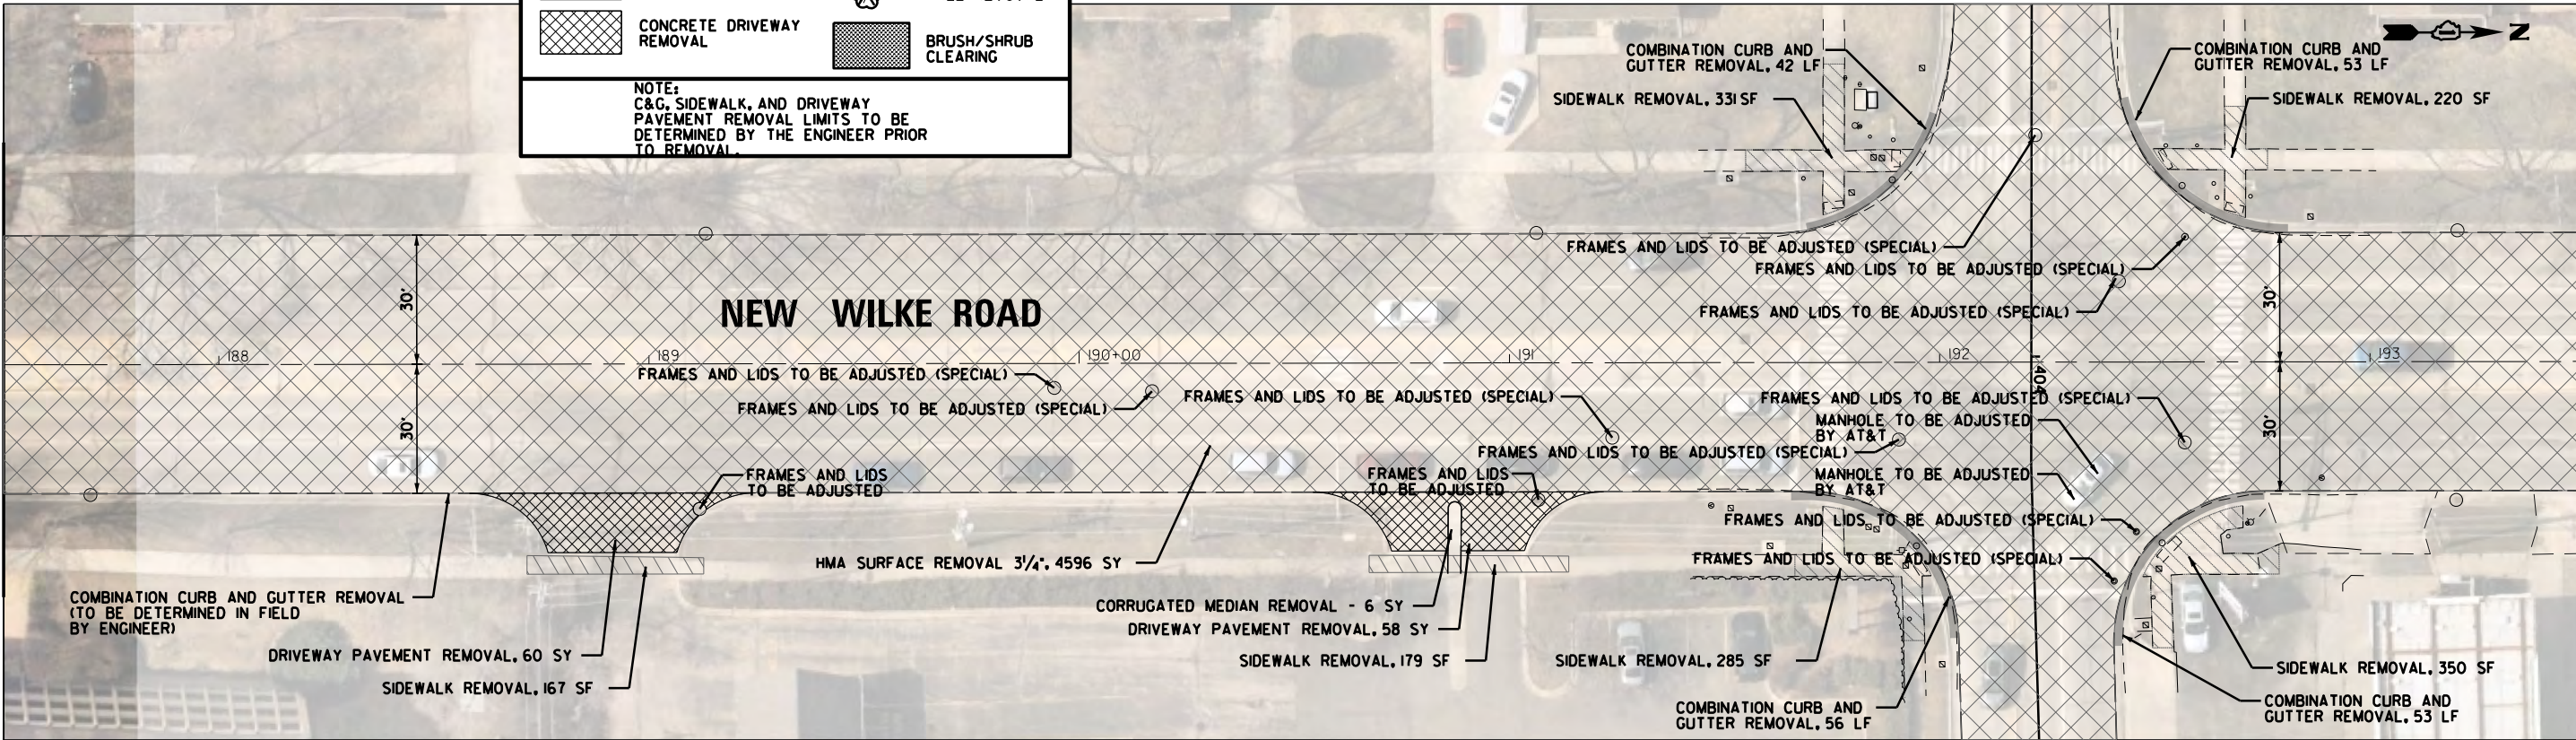 CONCRETE DRIVEWAY
REMOVAL
BRUSH/SHRUB
CLEARING
NOTE:
C&G, SIDEWALK, AND DRIVEWAY
PAVEMENT REMOVAL LIMITS TO BE
DETERMINED BY THE ENGINEER PRIOR
TO REMOVAL.
COMBINATION CURB AND
GUTTER REMOVAL, 42 LF
SIDEWALK REMOVAL, 331 SF
COMBINATION CURB AND
GUTTER REMOVAL, 53 LF
SIDEWALK REMOVAL, 220 SF
N
FRAMES AND LIDS TO BE ADJUSTED (SPECIAL)
FRAMES AND LIDS TO BE ADJUSTED (SPECIAL)
FRAMES AND LIDS TO BE ADJUSTED (SPECIAL)
30'
30'
NEW WILKE ROAD
188
189
190+00
191
192
193
404
FRAMES AND LIDS TO BE ADJUSTED (SPECIAL)
FRAMES AND LIDS TO BE ADJUSTED (SPECIAL)
FRAMES AND LIDS TO BE ADJUSTED (SPECIAL)
FRAMES AND LIDS TO BE ADJUSTED (SPECIAL)
MANHOLE TO BE ADJUSTED
BY AT&T
FRAMES AND LIDS TO BE ADJUSTED (SPECIAL)
30'
30'
FRAMES AND LIDS
TO BE ADJUSTED
FRAMES AND LIDS
TO BE ADJUSTED
MANHOLE TO BE ADJUSTED
BY AT&T
FRAMES AND LIDS TO BE ADJUSTED (SPECIAL)
FRAMES AND LIDS TO BE ADJUSTED (SPECIAL)
HMA SURFACE REMOVAL 3¼", 4596 SY
COMBINATION CURB AND GUTTER REMOVAL
(TO BE DETERMINED IN FIELD
BY ENGINEER)
CORRUGATED MEDIAN REMOVAL - 6 SY
DRIVEWAY PAVEMENT REMOVAL, 58 SY
DRIVEWAY PAVEMENT REMOVAL, 60 SY
SIDEWALK REMOVAL, 179 SF
SIDEWALK REMOVAL, 285 SF
SIDEWALK REMOVAL, 350 SF
SIDEWALK REMOVAL, 167 SF
COMBINATION CURB AND
GUTTER REMOVAL, 56 LF
COMBINATION CURB AND
GUTTER REMOVAL, 53 LF